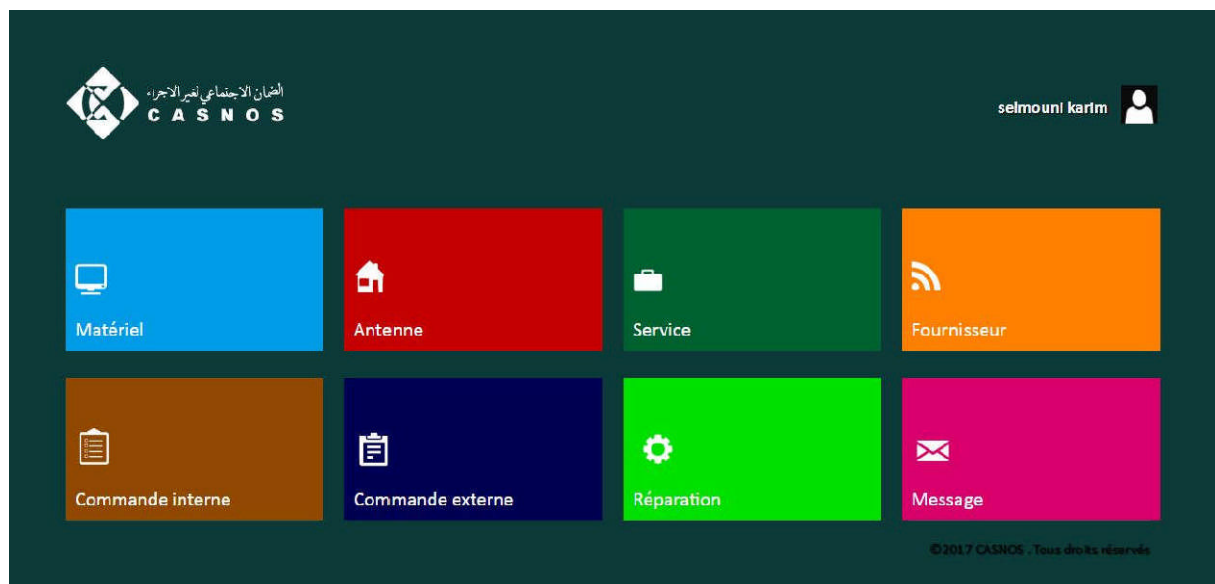 الضمان الاجتماعي لغير الاجراء
CASNOS
selmouni karim
Matériel
Antenne
Service
Fournisseur
Commande interne
Commande externe
Réparation
Message
©2017 CASNOS . Tous droits réservés